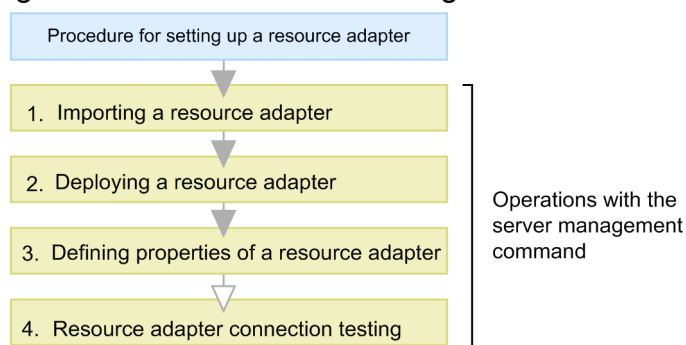 Procedure for setting up a resource adapter
1. Importing a resource adapter
2. Deploying a resource adapter
3. Defining properties of a resource adapter
4. Resource adapter connection testing
Operations with the
server management
command